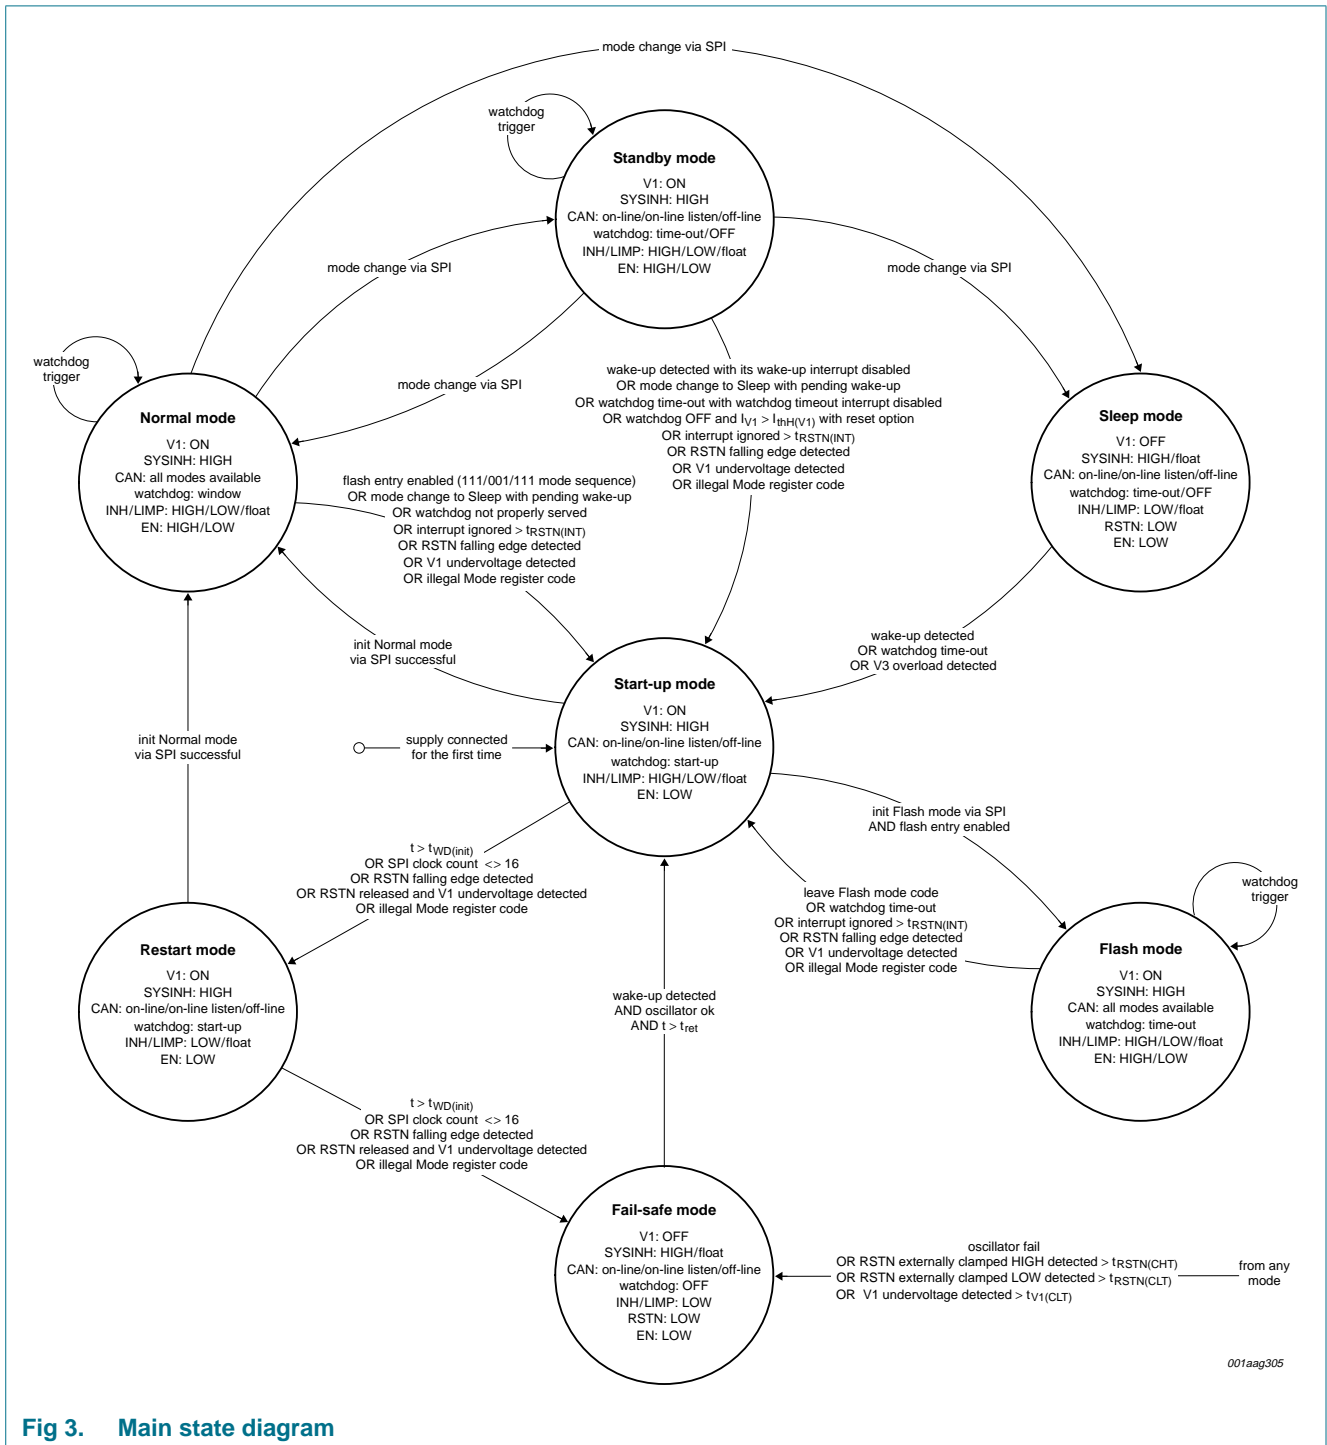 mode change via SPI
watchdog
trigger
Standby mode
V1: ON
SYSINH: HIGH
CAN: on-line/on-line listen/off-line
watchdog: time-out/OFF
INH/LIMP: HIGH/LOW/float
EN: HIGH/LOW
mode change via SPI
mode change via SPI
mode change via SPI
watchdog
trigger
Normal mode
V1: ON
SYSINH: HIGH
CAN: all modes available
watchdog: window
INH/LIMP: HIGH/LOW/float
EN: HIGH/LOW
wake-up detected with its wake-up interrupt disabled
OR mode change to Sleep with pending wake-up
OR watchdog time-out with watchdog timeout interrupt disabled
OR watchdog OFF and IV1 > IthH(V1) with reset option
OR interrupt ignored > tRSTN(INT)
OR RSTN falling edge detected
OR V1 undervoltage detected
OR illegal Mode register code
Sleep mode
V1: OFF
SYSINH: HIGH/float
CAN: on-line/on-line listen/off-line
watchdog: time-out/OFF
INH/LIMP: LOW/float
RSTN: LOW
EN: LOW
flash entry enabled (111/001/111 mode sequence)
OR mode change to Sleep with pending wake-up
OR watchdog not properly served
OR interrupt ignored > tRSTN(INT)
OR RSTN falling edge detected
OR V1 undervoltage detected
OR illegal Mode register code
init Normal mode
via SPI successful
wake-up detected
OR watchdog time-out
OR V3 overload detected
Start-up mode
V1: ON
SYSINH: HIGH
CAN: on-line/on-line listen/off-line
watchdog: start-up
INH/LIMP: HIGH/LOW/float
EN: LOW
supply connected
for the first time
init Normal mode
via SPI successful
init Flash mode via SPI
AND flash entry enabled
t > tWD(init)
OR SPI clock count <> 16
OR RSTN falling edge detected
OR RSTN released and V1 undervoltage detected
OR illegal Mode register code
leave Flash mode code
OR watchdog time-out
OR interrupt ignored > tRSTN(INT)
OR RSTN falling edge detected
OR V1 undervoltage detected
OR illegal Mode register code
watchdog
trigger
Restart mode
V1: ON
SYSINH: HIGH
CAN: on-line/on-line listen/off-line
watchdog: start-up
INH/LIMP: LOW/float
EN: LOW
Flash mode
V1: ON
SYSINH: HIGH
CAN: all modes available
watchdog: time-out
INH/LIMP: HIGH/LOW/float
EN: HIGH/LOW
wake-up detected
AND oscillator ok
AND t > tret
t > tWD(init)
OR SPI clock count <> 16
OR RSTN falling edge detected
OR RSTN released and V1 undervoltage detected
OR illegal Mode register code
Fail-safe mode
V1: OFF
SYSINH: HIGH/float
CAN: on-line/on-line listen/off-line
watchdog: OFF
INH/LIMP: LOW
RSTN: LOW
EN: LOW
oscillator fail
OR RSTN externally clamped HIGH detected > tRSTN(CHT)
OR RSTN externally clamped LOW detected > tRSTN(CLT)
OR V1 undervoltage detected > tV1(CLT)
from any
mode
001aag305
Fig 3. Main state diagram